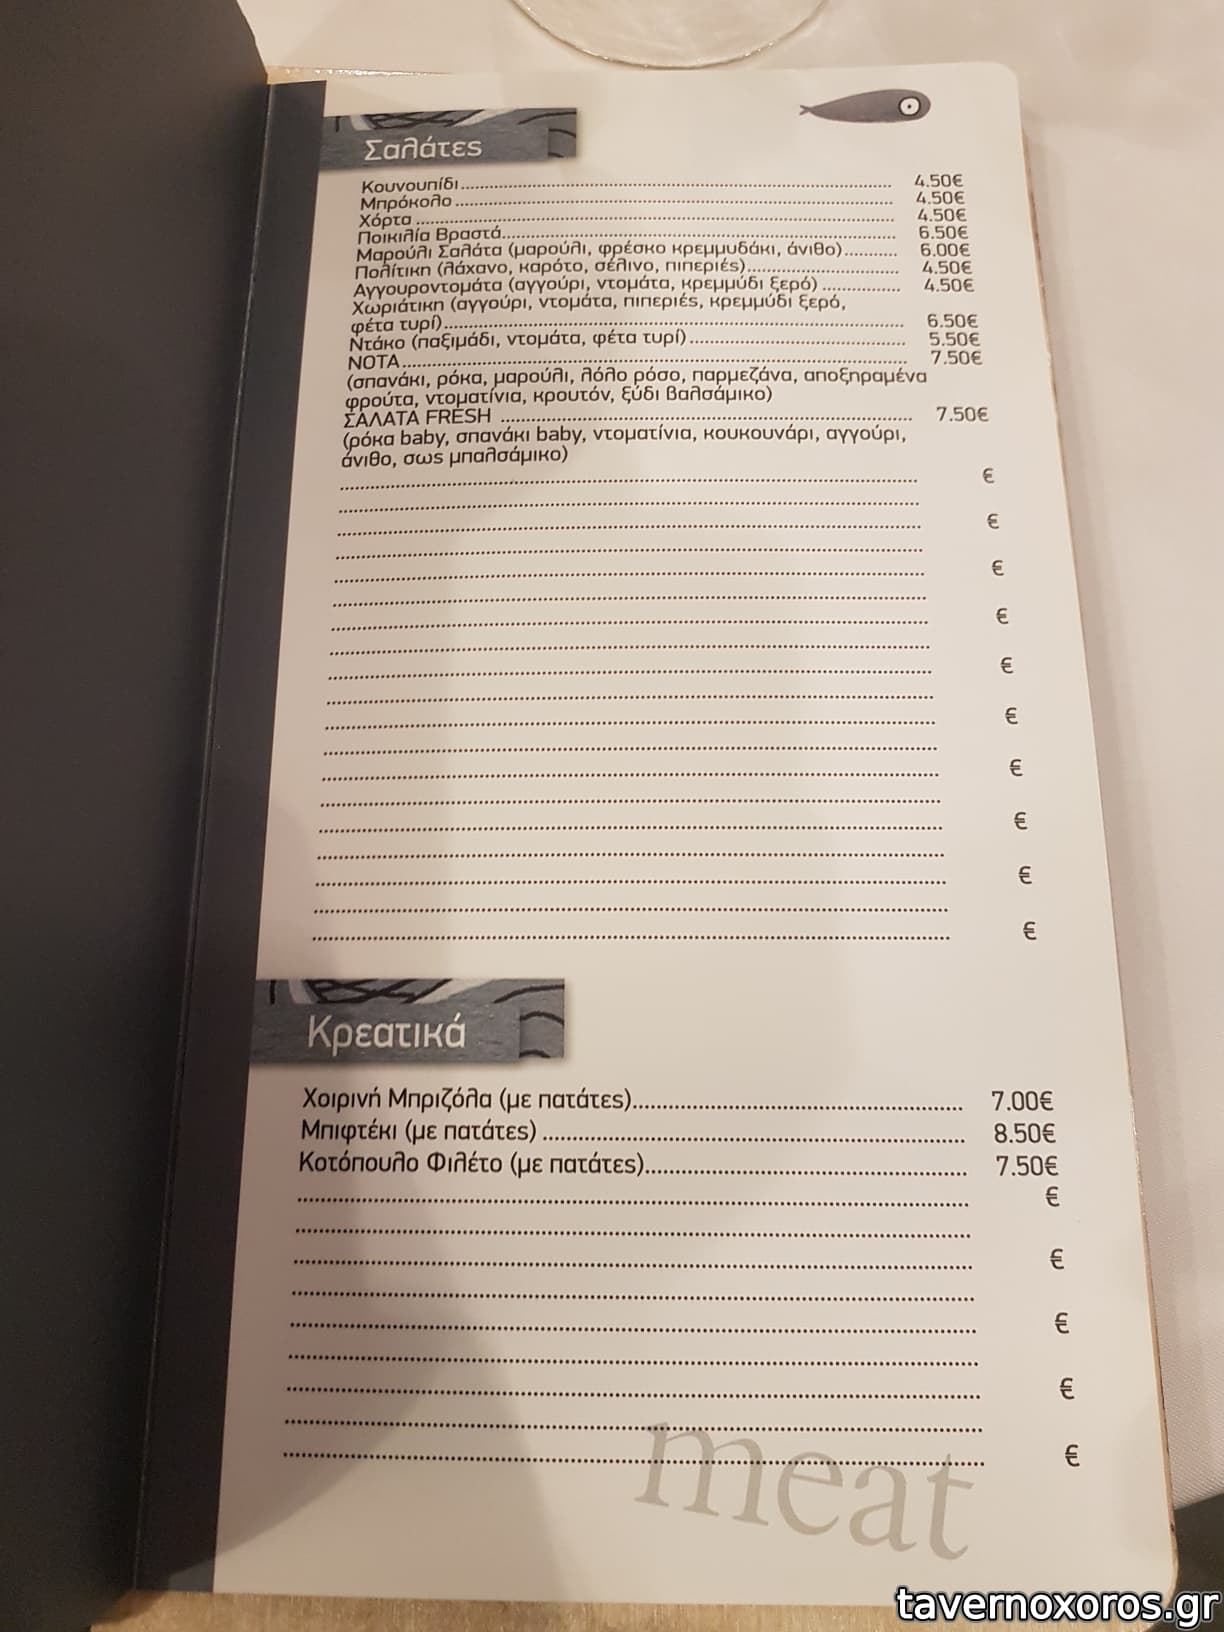 Σαλάτες
Κουνουπίδι........ 4.50€
Μπρόκολο........ 4.50€
Χόρτα........ 4.50€
Ποικιλία Βραστά........ 6.50€
Μαρούλι Σαλάτα (μαρούλι, φρέσκο κρεμμυδάκι, άνιθο)........ 6.00€
Πολίτικη (λάχανο, καρότο, σέλινο, πιπεριές)........ 4.50€
Αγγουροντομάτα (αγγούρι, ντομάτα, κρεμμύδι ξερό)........ 4.50€
Χωριάτικη (αγγούρι, ντομάτα, πιπεριές, κρεμμύδι ξερό,
φέτα τυρί)........ 6.50€
Ντάκο (παξιμάδι, ντομάτα, φέτα τυρί)........ 5.50€
ΝΟΤΑ........ 7.50€
(σπανάκι, ρόκα, μαρούλι, λόλο ρόσο, παρμεζάνα, αποξηραμένα
φρούτα, ντοματίνια, κρουτόν, ξύδι βαλσάμικο)
ΣΑΛΑΤΑ FRESH ........ 7.50€
(ρόκα baby, σπανάκι baby, ντοματίνια, κουκουνάρι, αγγούρι,
άνιθο, σως μπαλσάμικο)
€
€
€
€
€
€
€
€
€
€
Κρεατικά
Χοιρινή Μπριζόλα (με πατάτες)........ 7.00€
Μπιφτέκι (με πατάτες)........ 8.50€
Κοτόπουλο Φιλέτο (με πατάτες)........ 7.50€
€
€
€
€
€
meat
tavernoxoros.gr